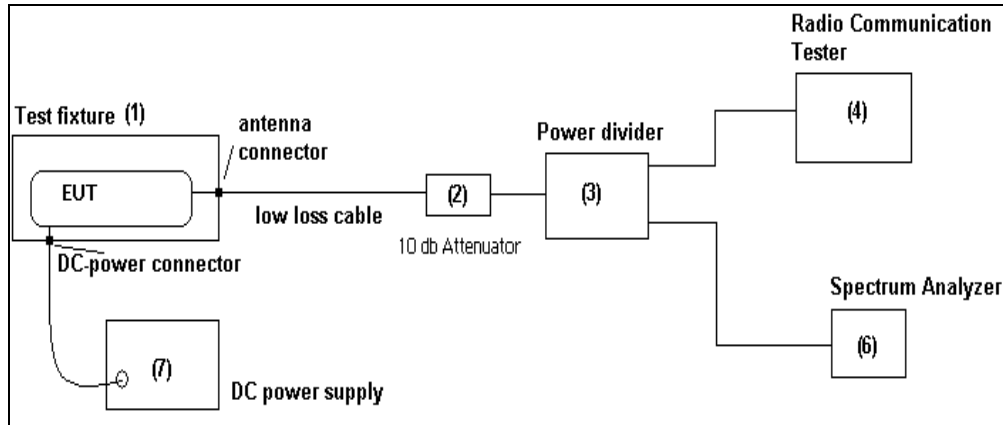 Radio Communication
Tester
(4)
Test fixture (1)
antenna
connector
Power divider
EUT
(2)
(3)
low loss cable
10 db Attenuator
DC-power connector
Spectrum Analyzer
(6)
(7)
DC power supply